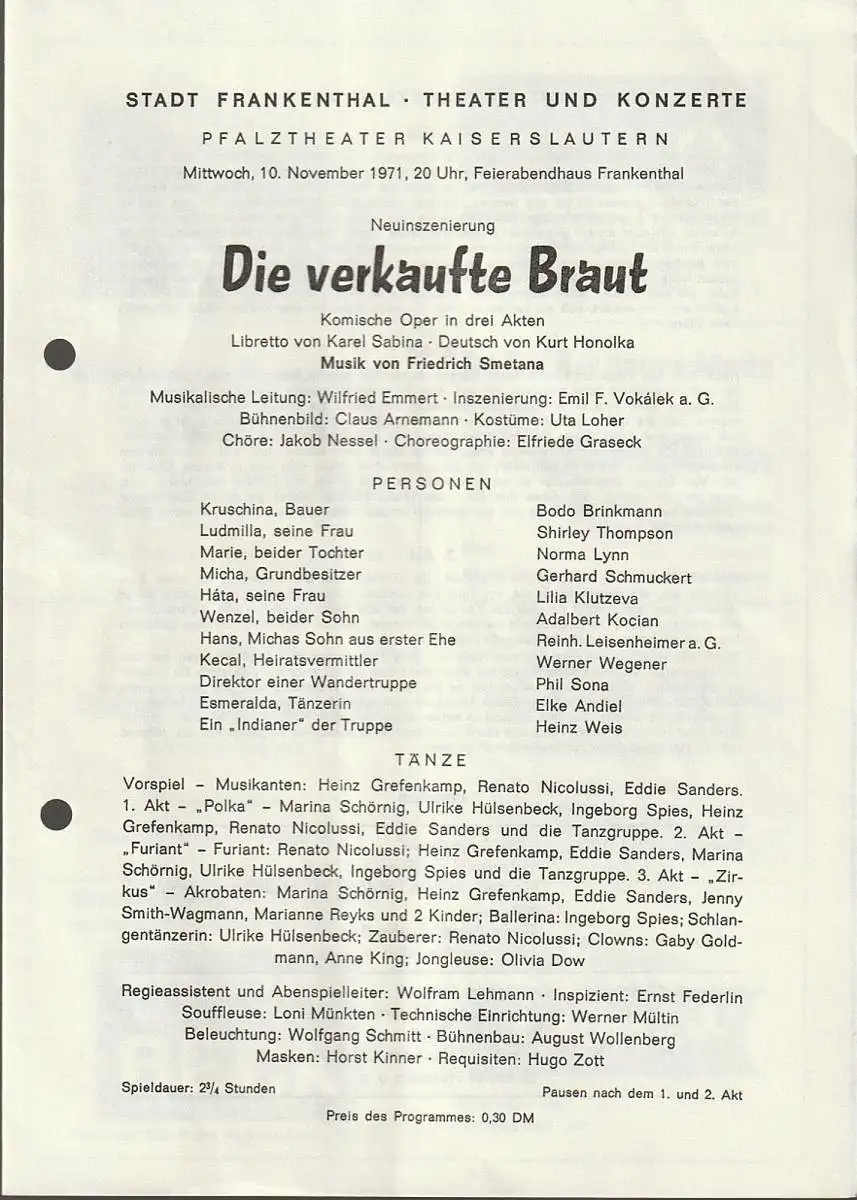 STADT FRANKENTHAL · THEATER UND KONZERTE
PFALZTHEATER KAISERSLAUTERN
Mittwoch, 10. November 1971, 20 Uhr, Feierabendhaus Frankenthal
Neuinszenierung
Die verkaufte Braut
Komische Oper in drei Akten
Libretto von Karel Sabina · Deutsch von Kurt Honolka
Musik von Friedrich Smetana
Musikalische Leitung: Wilfried Emmert · Inszenierung: Emil F. Vokálek a. G.
Bühnenbild: Claus Arnemann · Kostüme: Uta Loher
Chöre: Jakob Nessel · Choreographie: Elfriede Graseck
PERSONEN
Kruschina, Bauer Bodo Brinkmann
Ludmilla, seine Frau Shirley Thompson
Marie, beider Tochter Norma Lynn
Micha, Grundbesitzer Gerhard Schmuckert
Háta, seine Frau Lilia Klutzeva
Wenzel, beider Sohn Adalbert Kocian
Hans, Michas Sohn aus erster Ehe Reinh. Leisenheimer a. G.
Kecal, Heiratsvermittler Werner Wegener
Direktor einer Wandertruppe Phil Sona
Esmeralda, Tänzerin Elke Andiel
Ein „Indianer“ der Truppe Heinz Weis
TÄNZE
Vorspiel – Musikanten: Heinz Grefenkamp, Renato Nicolussi, Eddie Sanders.
1. Akt – „Polka“ – Marina Schörnig, Ulrike Hülsenbeck, Ingeborg Spies, Heinz
Grefenkamp, Renato Nicolussi, Eddie Sanders und die Tanzgruppe. 2. Akt –
„Furiant“ – Furiant: Renato Nicolussi; Heinz Grefenkamp, Eddie Sanders, Marina
Schörnig, Ulrike Hülsenbeck, Ingeborg Spies und die Tanzgruppe. 3. Akt – „Zir-
kus“ – Akrobaten: Marina Schörnig, Heinz Grefenkamp, Eddie Sanders, Jenny
Smith-Wagmann, Marianne Reyks und 2 Kinder; Ballerina: Ingeborg Spies; Schlan-
gentänzerin: Ulrike Hülsenbeck; Zauberer: Renato Nicolussi; Clowns: Gaby Gold-
mann, Anne King; Jongleuse: Olivia Dow
Regieassistent und Abenspielleiter: Wolfram Lehmann · Inspizient: Ernst Federlin
Souffleuse: Loni Münkten · Technische Einrichtung: Werner Mültin
Beleuchtung: Wolfgang Schmitt · Bühnenbau: August Wollenberg
Masken: Horst Kinner · Requisiten: Hugo Zott
Spieldauer: 2¾ Stunden Pausen nach dem 1. und 2. Akt
Preis des Programmes: 0,30 DM